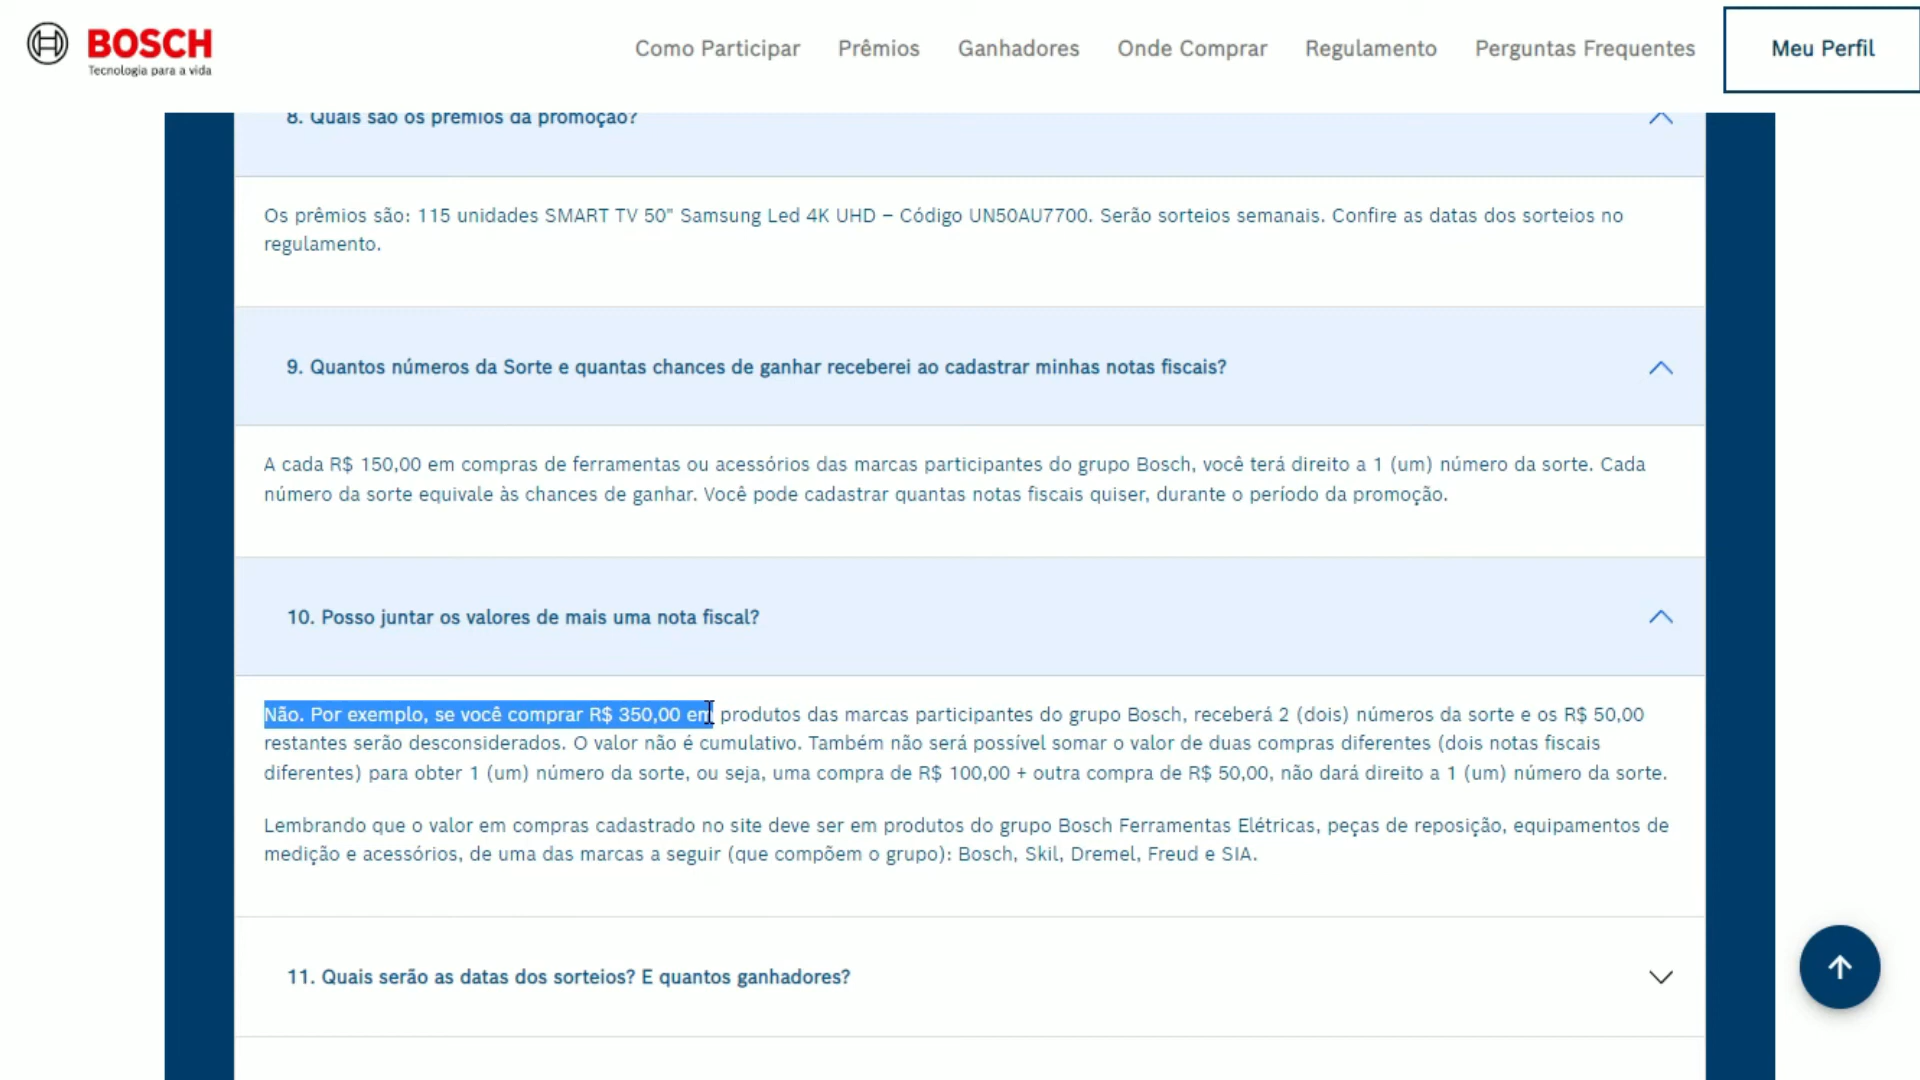 BOSCH
Tecnologia para a vida
Como Participar
Prêmios
Ganhadores
Onde Comprar
Regulamento
Perguntas Frequentes
Meu Perfil
8. Quais são os prêmios da promoção?
Os prêmios são: 115 unidades SMART TV 50" Samsung Led 4K UHD – Código UN50AU7700. Serão sorteios semanais. Confire as datas dos sorteios no
regulamento.
9. Quantos números da Sorte e quantas chances de ganhar receberei ao cadastrar minhas notas fiscais?
A cada R$ 150,00 em compras de ferramentas ou acessórios das marcas participantes do grupo Bosch, você terá direito a 1 (um) número da sorte. Cada
número da sorte equivale às chances de ganhar. Você pode cadastrar quantas notas fiscais quiser, durante o período da promoção.
10. Posso juntar os valores de mais uma nota fiscal?
Não. Por exemplo, se você comprar R$ 350,00 em produtos das marcas participantes do grupo Bosch, receberá 2 (dois) números da sorte e os R$ 50,00
restantes serão desconsiderados. O valor não é cumulativo. Também não será possível somar o valor de duas compras diferentes (dois notas fiscais
diferentes) para obter 1 (um) número da sorte, ou seja, uma compra de R$ 100,00 + outra compra de R$ 50,00, não dará direito a 1 (um) número da sorte.
Lembrando que o valor em compras cadastrado no site deve ser em produtos do grupo Bosch Ferramentas Elétricas, peças de reposição, equipamentos de
medição e acessórios, de uma das marcas a seguir (que compõem o grupo): Bosch, Skil, Dremel, Freud e SIA.
11. Quais serão as datas dos sorteios? E quantos ganhadores?